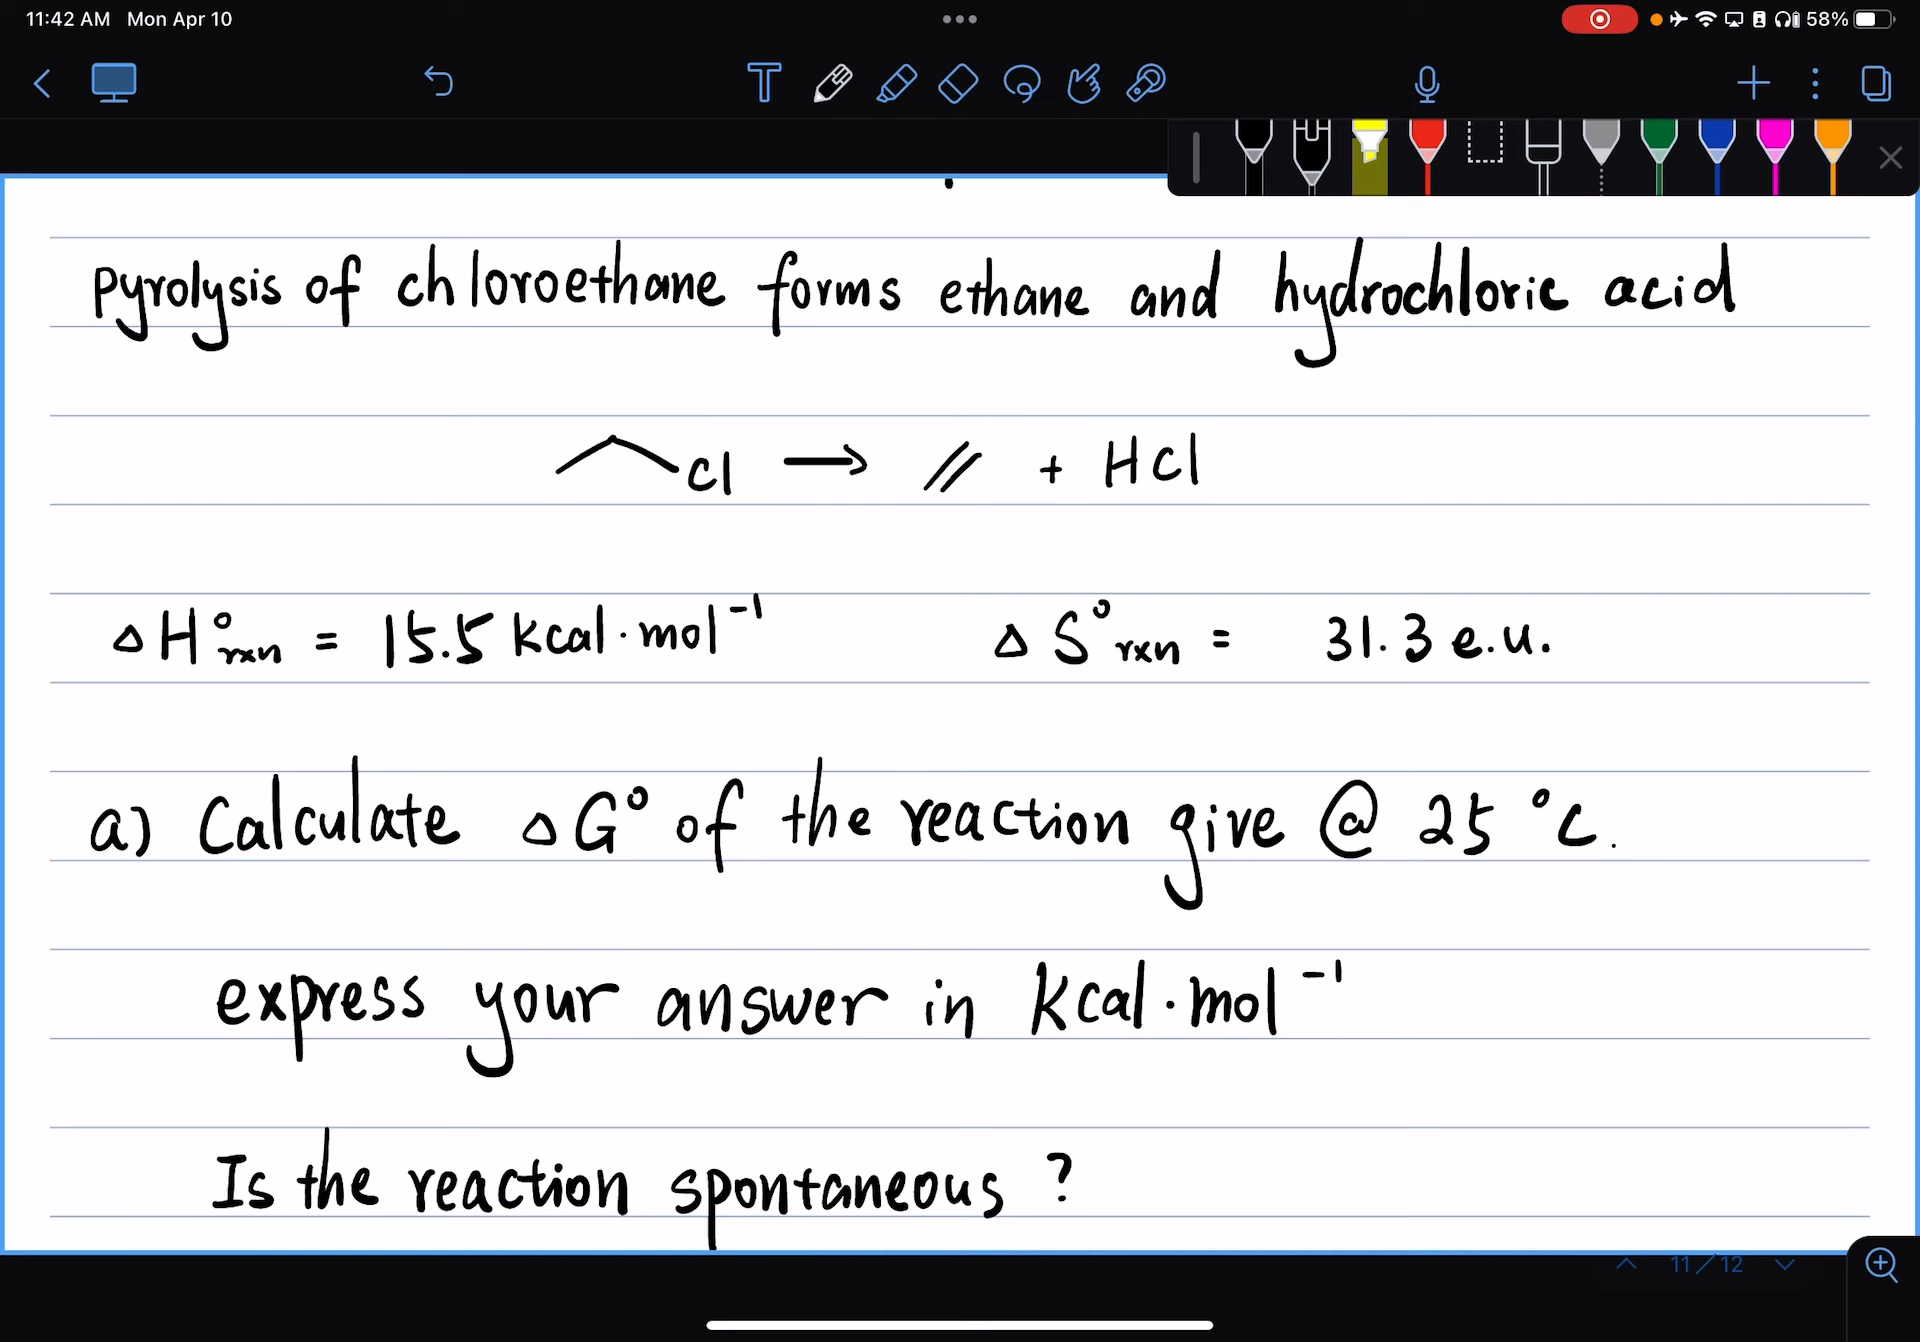 11:42 AM Mon Apr 10
58%
Pyrolysis of chloroethane forms ethane and hydrochloric acid
Cl → + HCl
ΔH°rxn = 15.5 kcal·mol⁻¹ ΔS°rxn = 31.3 e.u.
a) Calculate ΔG° of the reaction give @ 25 °C.
express your answer in kcal·mol⁻¹
Is the reaction spontaneous ?
11/12